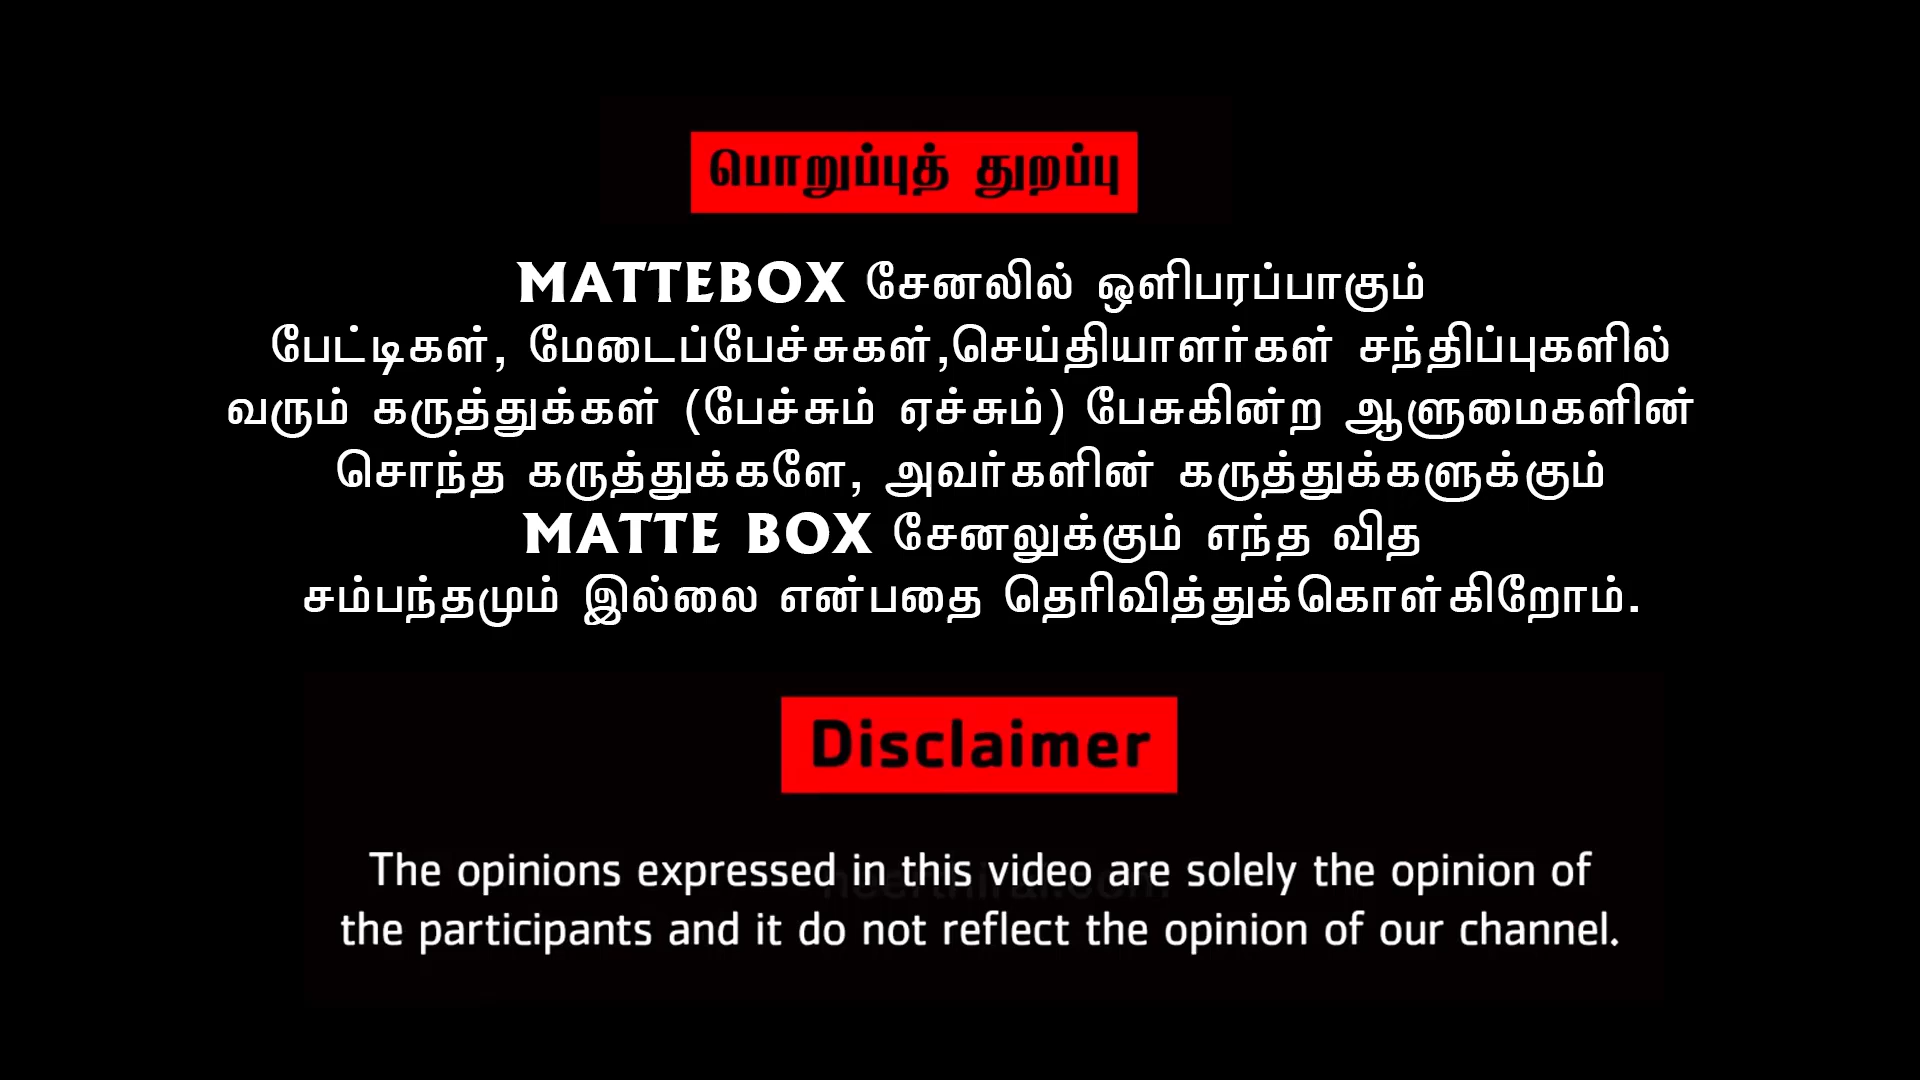 பொறுப்புத் துறப்பு
MATTEBOX சேனலில் ஒளிபரப்பாகும்
பேட்டிகள், மேடைப்பேச்சுகள்,செய்தியாளர்கள் சந்திப்புகளில்
வரும் கருத்துக்கள் (பேச்சும் ஏச்சும்) பேசுகின்ற ஆளுமைகளின்
சொந்த கருத்துக்களே, அவர்களின் கருத்துக்களுக்கும்
MATTE BOX சேனலுக்கும் எந்த வித
சம்பந்தமும் இல்லை என்பதை தெரிவித்துக்கொள்கிறோம்.
Disclaimer
The opinions expressed in this video are solely the opinion of
the participants and it do not reflect the opinion of our channel.